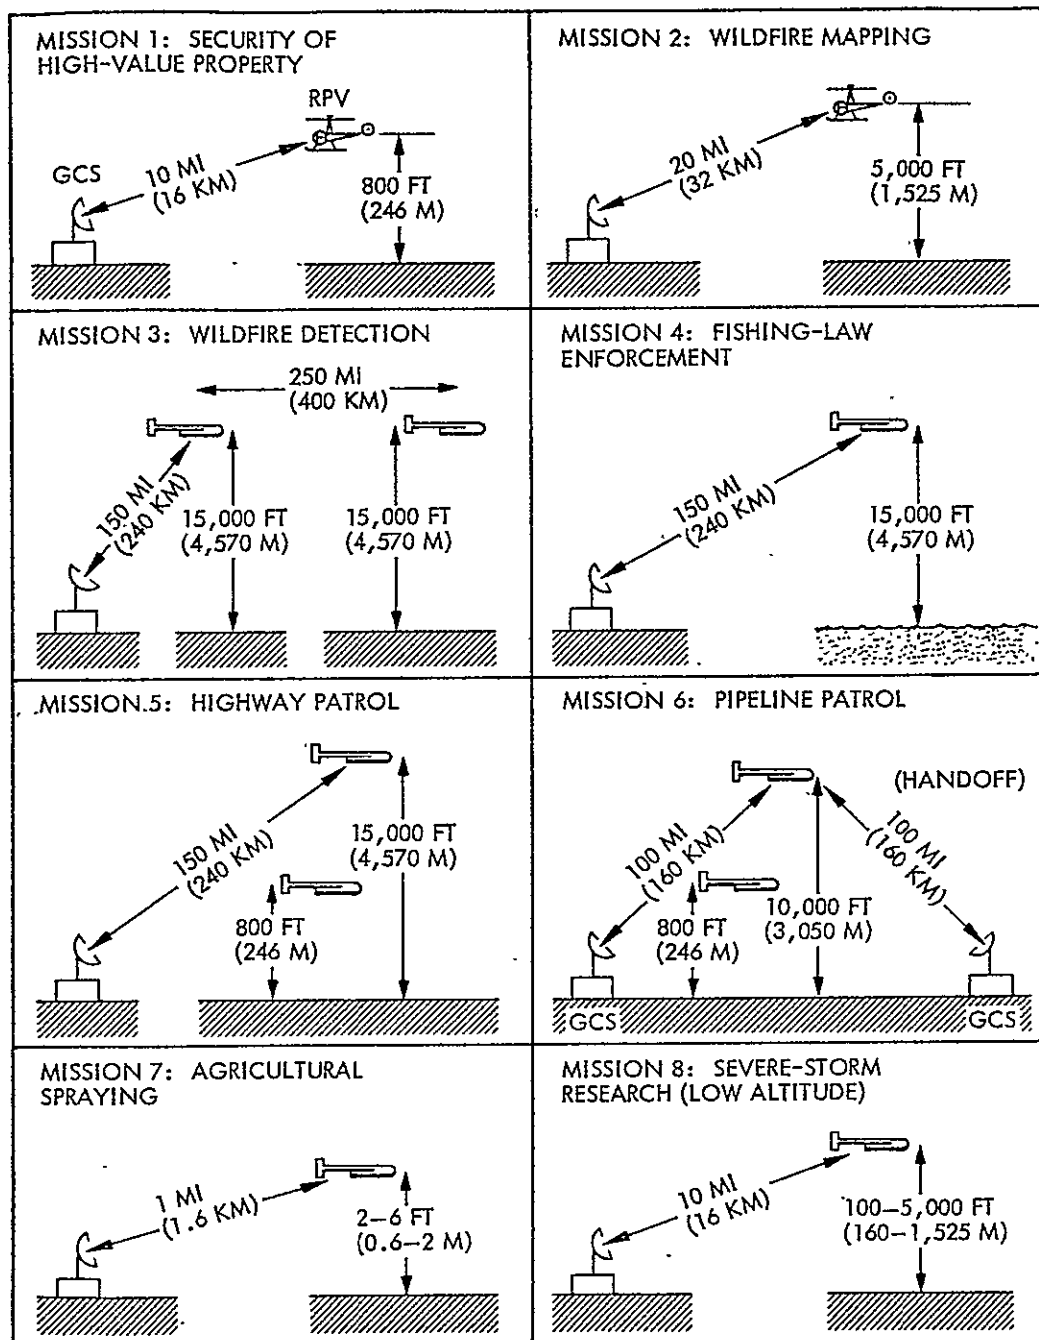 MISSION 1: SECURITY OF
HIGH-VALUE PROPERTY
RPV
GCS
10 MI
(16 KM)
800 FT
(246 M)
MISSION 2: WILDFIRE MAPPING
20 MI
(32 KM)
5,000 FT
(1,525 M)
MISSION 3: WILDFIRE DETECTION
250 MI
(400 KM)
150 MI
(240 KM)
15,000 FT
(4,570 M)
15,000 FT
(4,570 M)
MISSION 4: FISHING-LAW
ENFORCEMENT
150 MI
(240 KM)
15,000 FT
(4,570 M)
MISSION 5: HIGHWAY PATROL
150 MI
(240 KM)
15,000 FT
(4,570 M)
800 FT
(246 M)
MISSION 6: PIPELINE PATROL
(HANDOFF)
100 MI
(160 KM)
100 MI
(160 KM)
800 FT
(246 M)
10,000 FT
(3,050 M)
GCS
GCS
MISSION 7: AGRICULTURAL
SPRAYING
1 MI
(1.6 KM)
2–6 FT
(0.6–2 M)
MISSION 8: SEVERE-STORM
RESEARCH (LOW ALTITUDE)
10 MI
(16 KM)
100–5,000 FT
(160–1,525 M)